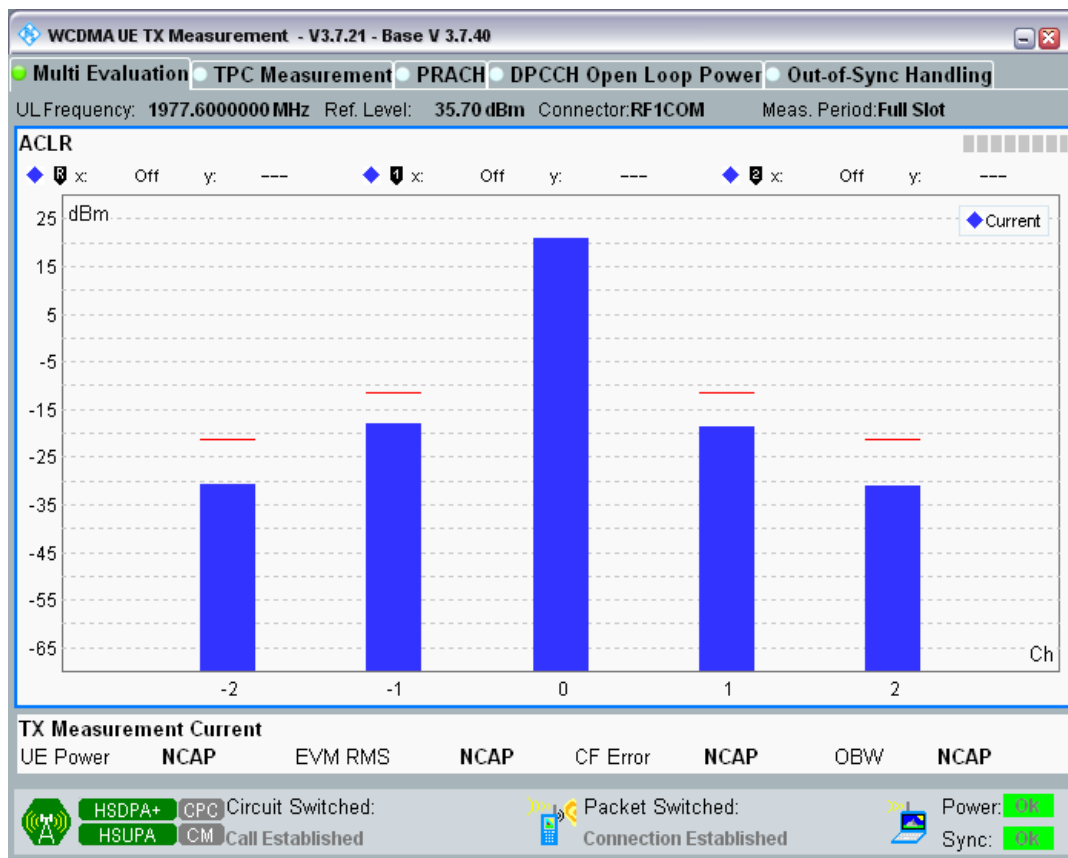 WCDMA UE TX Measurement - V3.7.21 - Base V 3.7.40
Multi Evaluation TPC Measurement PRACH DPCCH Open Loop Power Out-of-Sync Handling
UL Frequency: 1977.6000000 MHz Ref. Level: 35.70 dBm Connector:RF1COM Meas. Period:Full Slot
ACLR
R x: Off y: --- 1 x: Off y: --- 2 x: Off y: ---
dBm
Current
25
15
5
-5
-15
-25
-35
-45
-55
-65
Ch
-2 -1 0 1 2
TX Measurement Current
UE Power NCAP EVM RMS NCAP CF Error NCAP OBW NCAP
HSDPA+ CPC Circuit Switched: Packet Switched: Power: OK
HSUPA CM Call Established Connection Established Sync: OK